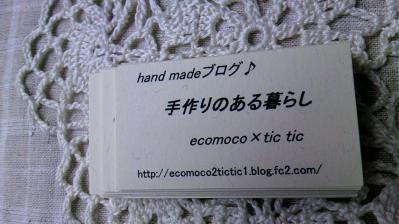 hand madeブログ♪
手作りのある暮らし
ecomoco×tic tic
http://ecomoco2tictic1.blog.fc2.com/